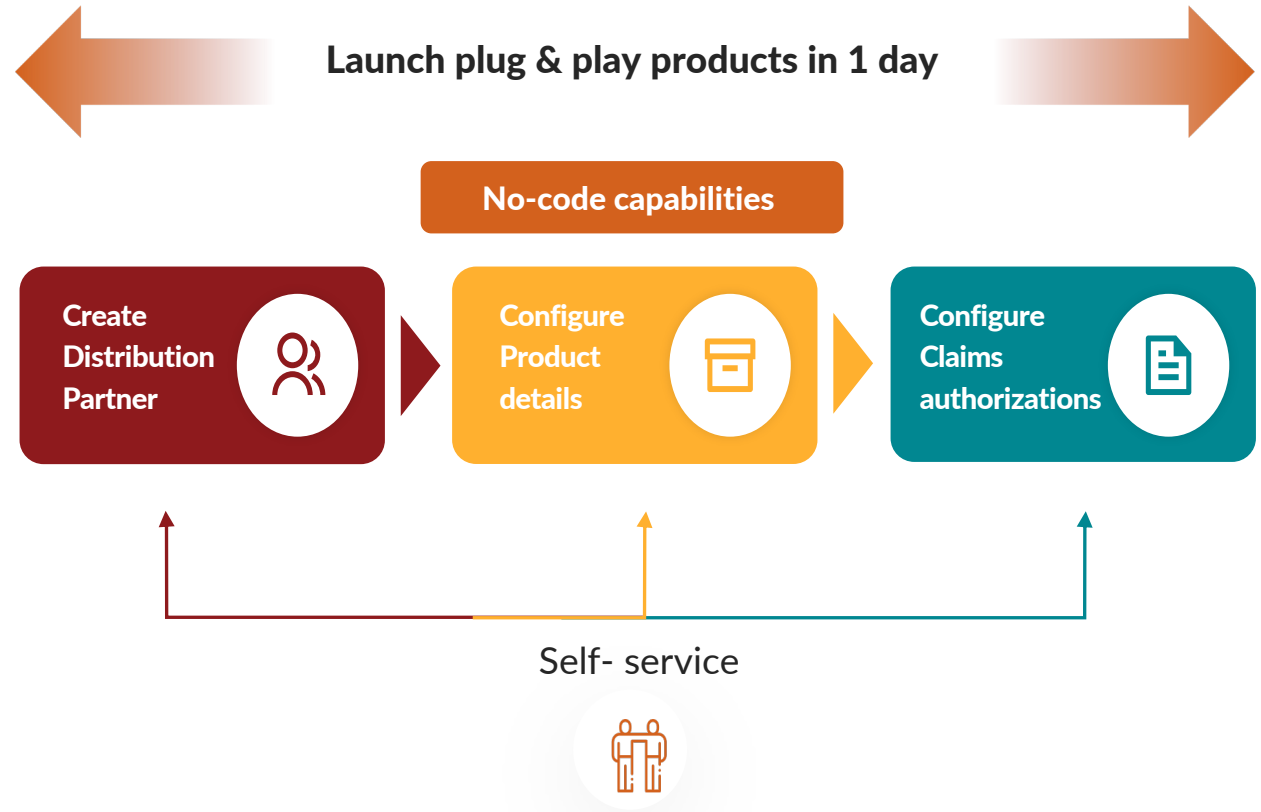 Launch plug & play products in 1 day
No-code capabilities
Create
Distribution
Partner
Configure
Product
details
Configure
Claims
authorizations
Self- service